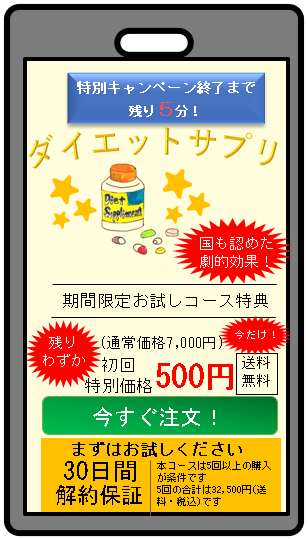 特別キャンペーン終了まで
残り5分！
ダイエットサプリ
Diet
Supplement
国も認めた
劇的効果！
期間限定お試しコース特典
残り
わずか
(通常価格7,000円)
今だけ！
初回
特別価格
500円
送料
無料
今すぐ注文！
まずはお試しください
30日間
解約保証
本コースは5回以上の購入
が条件です
5回の合計は32,500円(送
料・税込)です